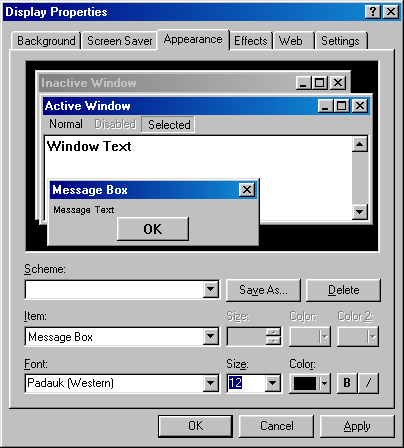 Display Properties
Background Screen Saver Appearance Effects Web Settings
Inactive Window
Active Window
Normal Disabled Selected
Window Text
Message Box
Message Text
OK
Scheme:
Save As... Delete
Item: Size: Color: Color 2:
Message Box
Font: Size: Color:
Padauk (Western) 12 B /
OK Cancel Apply